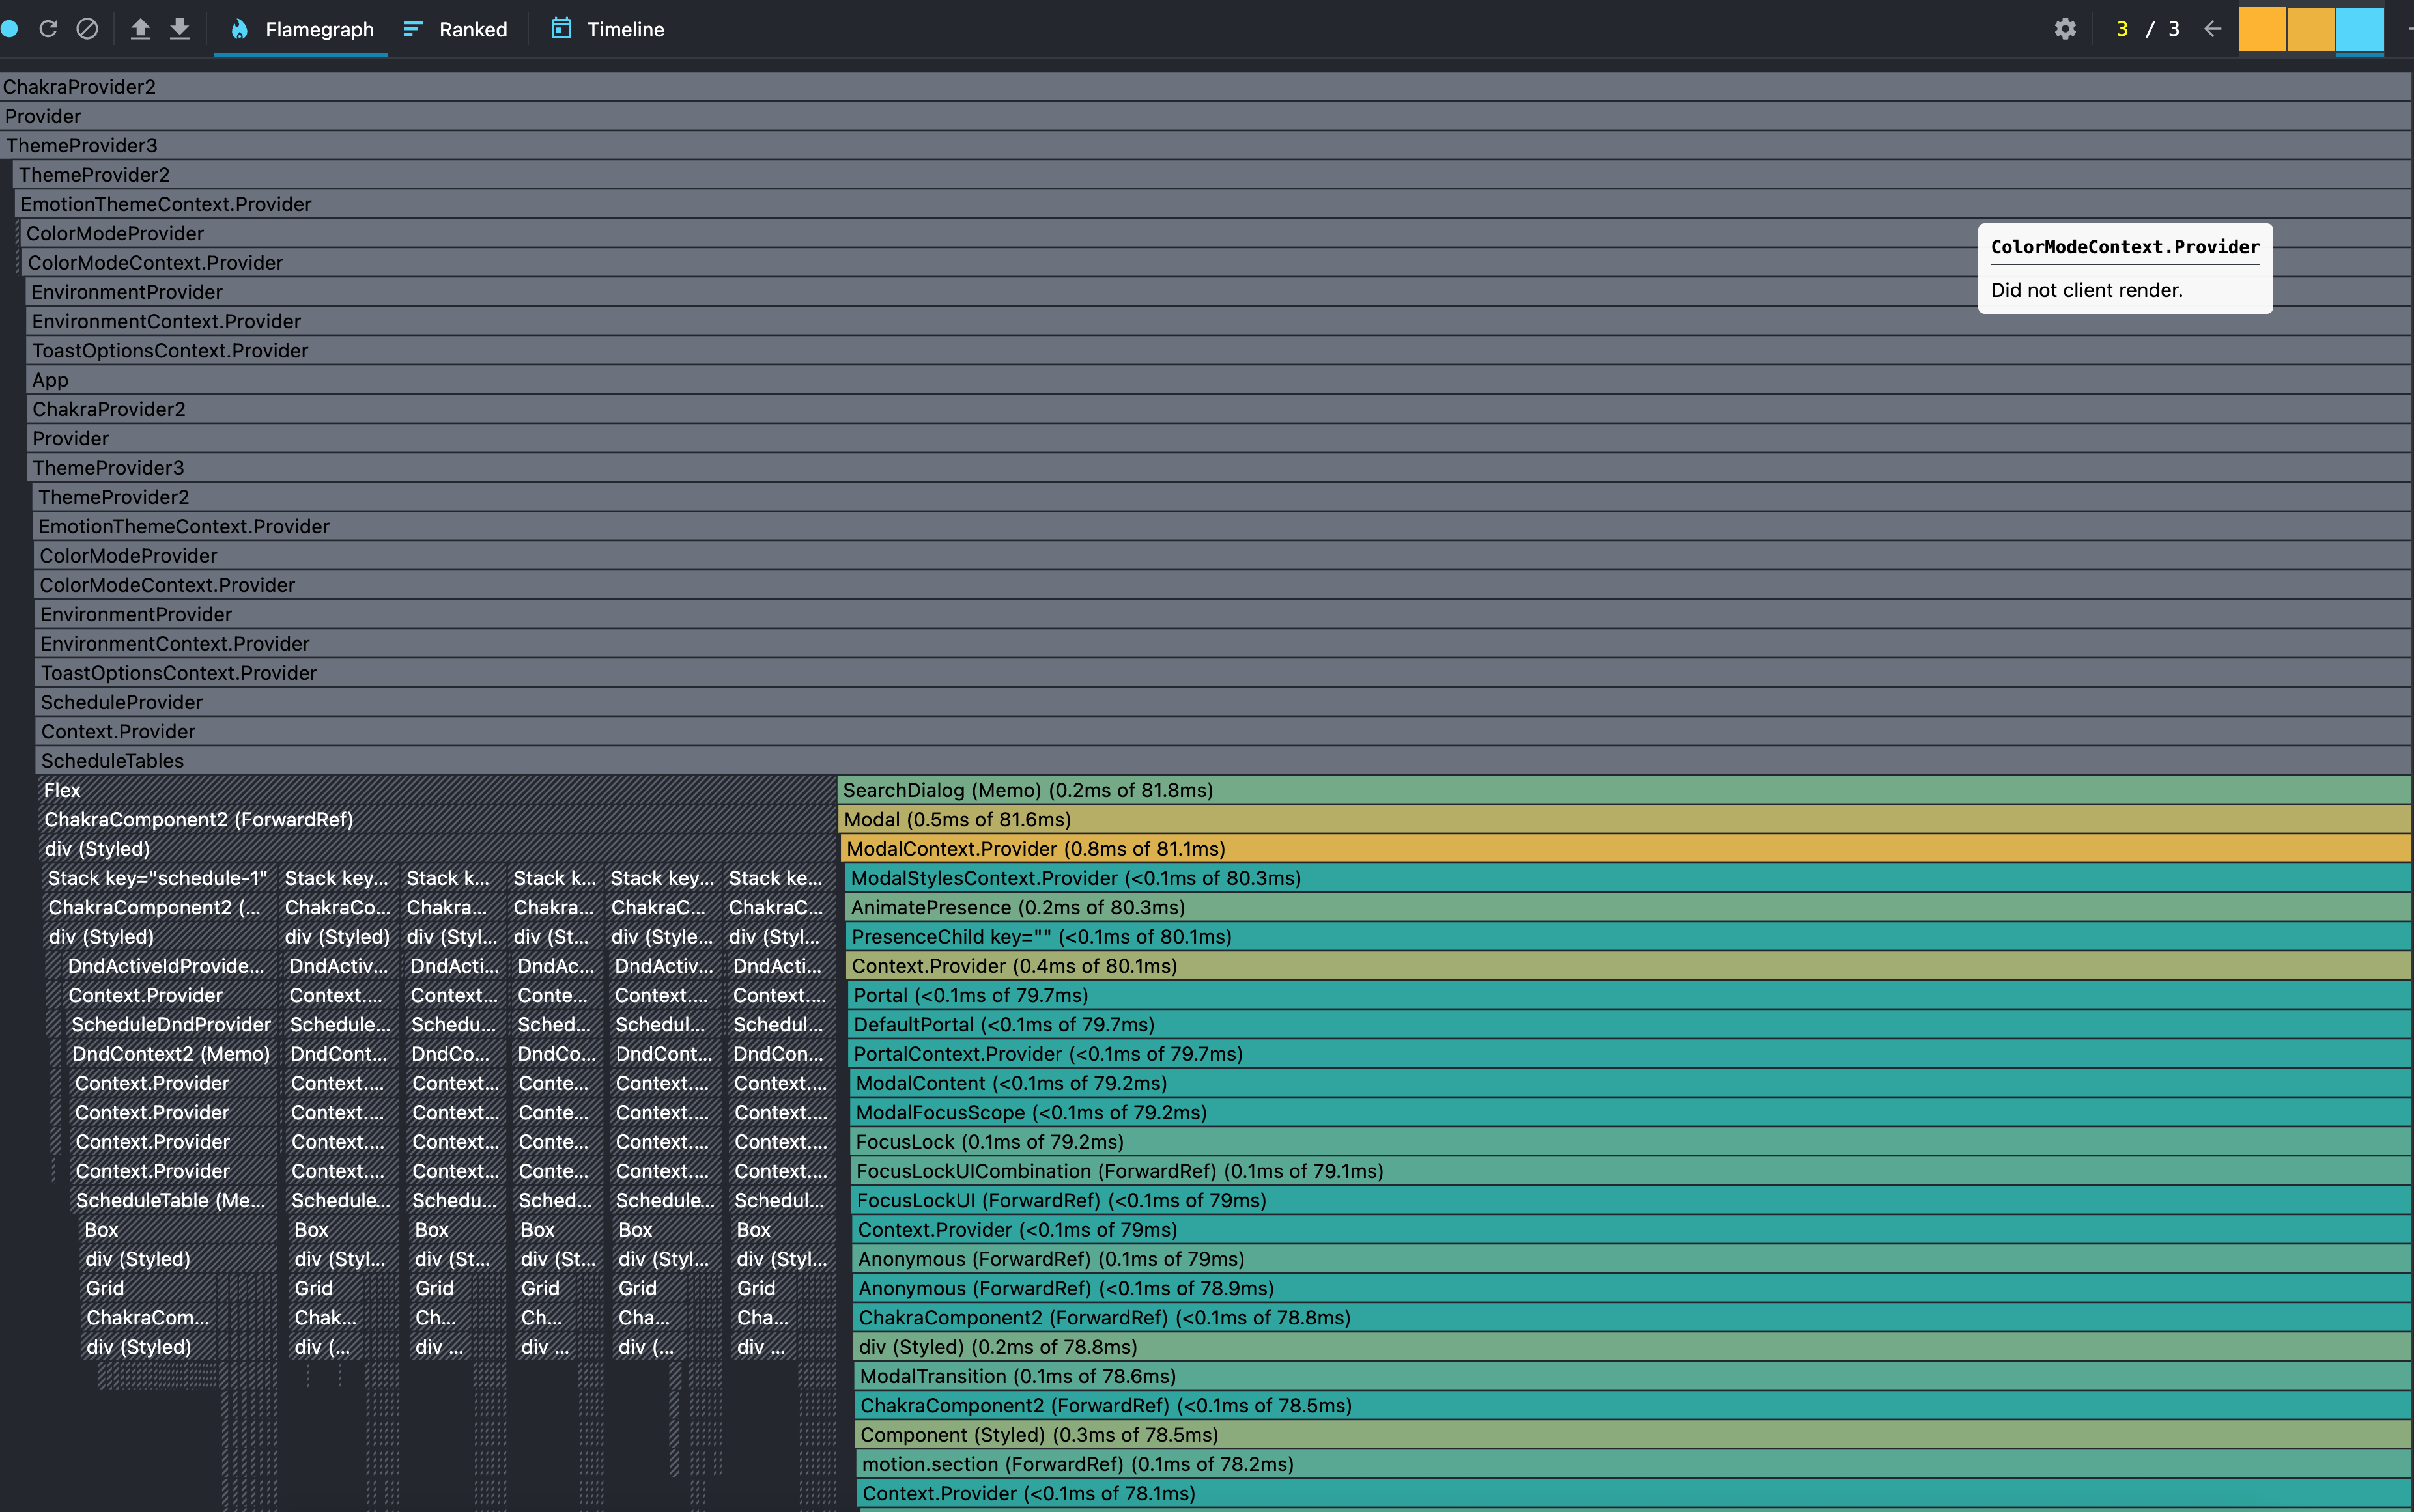 Flamegraph Ranked Timeline 3 / 3
ChakraProvider2
Provider
ThemeProvider3
ThemeProvider2
EmotionThemeContext.Provider
ColorModeProvider
ColorModeContext.Provider
ColorModeContext.Provider
Did not client render.
EnvironmentProvider
EnvironmentContext.Provider
ToastOptionsContext.Provider
App
ChakraProvider2
Provider
ThemeProvider3
ThemeProvider2
EmotionThemeContext.Provider
ColorModeProvider
ColorModeContext.Provider
EnvironmentProvider
EnvironmentContext.Provider
ToastOptionsContext.Provider
ScheduleProvider
Context.Provider
ScheduleTables
Flex SearchDialog (Memo) (0.2ms of 81.8ms)
ChakraComponent2 (ForwardRef) Modal (0.5ms of 81.6ms)
div (Styled) ModalContext.Provider (0.8ms of 81.1ms)
Stack key="schedule-1" Stack key... Stack k... Stack k... Stack key... Stack ke... ModalStylesContext.Provider (<0.1ms of 80.3ms)
ChakraComponent2 (... ChakraCo... Chakra... Chakra... ChakraC... ChakraC... AnimatePresence (0.2ms of 80.3ms)
div (Styled) div (Styled) div (Styl... div (St... div (Style... div (Styl... PresenceChild key="" (<0.1ms of 80.1ms)
DndActiveIdProvide... DndActiv... DndActi... DndAc... DndActiv... DndActi... Context.Provider (0.4ms of 80.1ms)
Context.Provider Context.... Context... Conte... Context.... Context.... Portal (<0.1ms of 79.7ms)
ScheduleDndProvider Schedule... Schedu... Sched... Schedul... Schedul... DefaultPortal (<0.1ms of 79.7ms)
DndContext2 (Memo) DndCont... DndCo... DndCo... DndCont... DndCon... PortalContext.Provider (<0.1ms of 79.7ms)
Context.Provider Context.... Context... Conte... Context.... Context.... ModalContent (<0.1ms of 79.2ms)
Context.Provider Context.... Context... Conte... Context.... Context.... ModalFocusScope (<0.1ms of 79.2ms)
Context.Provider Context.... Context... Conte... Context.... Context.... FocusLock (0.1ms of 79.2ms)
Context.Provider Context.... Context... Conte... Context.... Context.... FocusLockUICombination (ForwardRef) (0.1ms of 79.1ms)
ScheduleTable (Me... Schedule... Schedu... Sched... Schedule... Schedul... FocusLockUI (ForwardRef) (<0.1ms of 79ms)
Box Box Box Box Box Box Context.Provider (<0.1ms of 79ms)
div (Styled) div (Styl... div (St... div (St... div (Styl... div (Styl... Anonymous (ForwardRef) (0.1ms of 79ms)
Grid Grid Grid Grid Grid Grid Anonymous (ForwardRef) (<0.1ms of 78.9ms)
ChakraCom... Chak... Ch... Ch... Cha... Cha... ChakraComponent2 (ForwardRef) (<0.1ms of 78.8ms)
div (Styled) div (... div ... div ... div (... div ... div (Styled) (0.2ms of 78.8ms)
ModalTransition (0.1ms of 78.6ms)
ChakraComponent2 (ForwardRef) (<0.1ms of 78.5ms)
Component (Styled) (0.3ms of 78.5ms)
motion.section (ForwardRef) (0.1ms of 78.2ms)
Context.Provider (<0.1ms of 78.1ms)